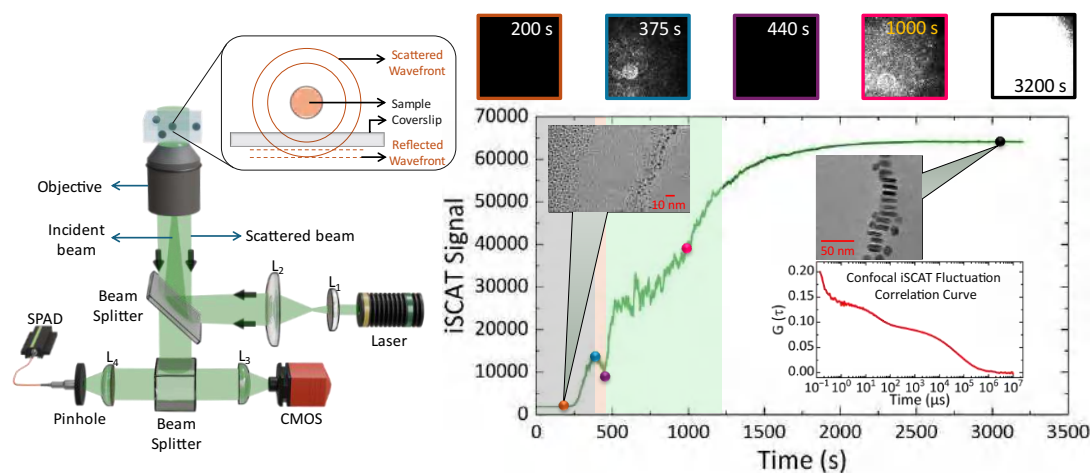 Scattered
Wavefront
Sample
Coverslip
Reflected
Wavefront
Objective
Incident
beam
Scattered beam
Beam
Splitter
L2
L1
Laser
SPAD
L4
L3
Pinhole
Beam
Splitter
CMOS
200 s
375 s
440 s
1000 s
3200 s
iSCAT Signal
70000
60000
50000
40000
30000
20000
10000
0
10 nm
50 nm
Confocal iSCAT Fluctuation
Correlation Curve
G (τ)
0.20
0.15
0.10
0.05
0.00
10⁻¹ 10⁰ 10¹ 10² 10³ 10⁴ 10⁵ 10⁶ 10⁷
Time (µs)
0 500 1000 1500 2000 2500 3000 3500
Time (s)